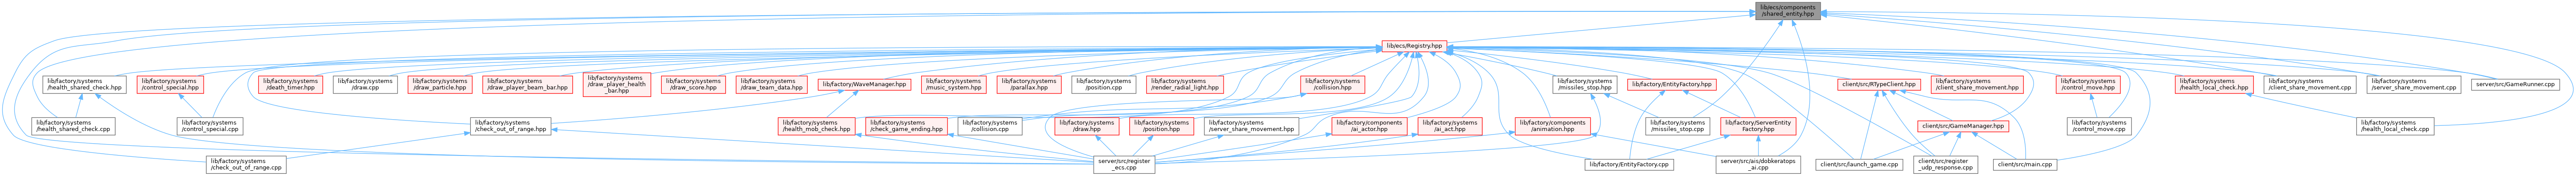 lib/ecs/components
/shared_entity.hpp
lib/ecs/Registry.hpp
lib/factory/systems
/health_shared_check.hpp
lib/factory/systems
/control_special.hpp
lib/factory/systems
/death_timer.hpp
lib/factory/systems
/draw.cpp
lib/factory/systems
/draw_particle.hpp
lib/factory/systems
/draw_player_beam_bar.hpp
lib/factory/systems
/draw_player_health
_bar.hpp
lib/factory/systems
/draw_score.hpp
lib/factory/systems
/draw_team_data.hpp
lib/factory/WaveManager.hpp
lib/factory/systems
/music_system.hpp
lib/factory/systems
/parallax.hpp
lib/factory/systems
/position.cpp
lib/factory/systems
/render_radial_light.hpp
lib/factory/systems
/collision.hpp
lib/factory/systems
/missiles_stop.hpp
lib/factory/EntityFactory.hpp
client/src/RTypeClient.hpp
lib/factory/systems
/client_share_movement.hpp
lib/factory/systems
/control_move.hpp
lib/factory/systems
/health_local_check.hpp
lib/factory/systems
/client_share_movement.cpp
lib/factory/systems
/server_share_movement.cpp
server/src/GameRunner.cpp
lib/factory/systems
/health_shared_check.cpp
lib/factory/systems
/control_special.cpp
lib/factory/systems
/check_out_of_range.hpp
lib/factory/systems
/health_mob_check.hpp
lib/factory/systems
/check_game_ending.hpp
lib/factory/systems
/collision.cpp
lib/factory/systems
/draw.hpp
lib/factory/systems
/position.hpp
lib/factory/systems
/server_share_movement.hpp
lib/factory/components
/ai_actor.hpp
lib/factory/systems
/ai_act.hpp
lib/factory/components
/animation.hpp
lib/factory/systems
/missiles_stop.cpp
lib/factory/ServerEntity
Factory.hpp
client/src/GameManager.hpp
lib/factory/systems
/control_move.cpp
lib/factory/systems
/health_local_check.cpp
lib/factory/systems
/check_out_of_range.cpp
server/src/register
_ecs.cpp
lib/factory/EntityFactory.cpp
server/src/ais/dobkeratops
_ai.cpp
client/src/launch_game.cpp
client/src/register
_udp_response.cpp
client/src/main.cpp